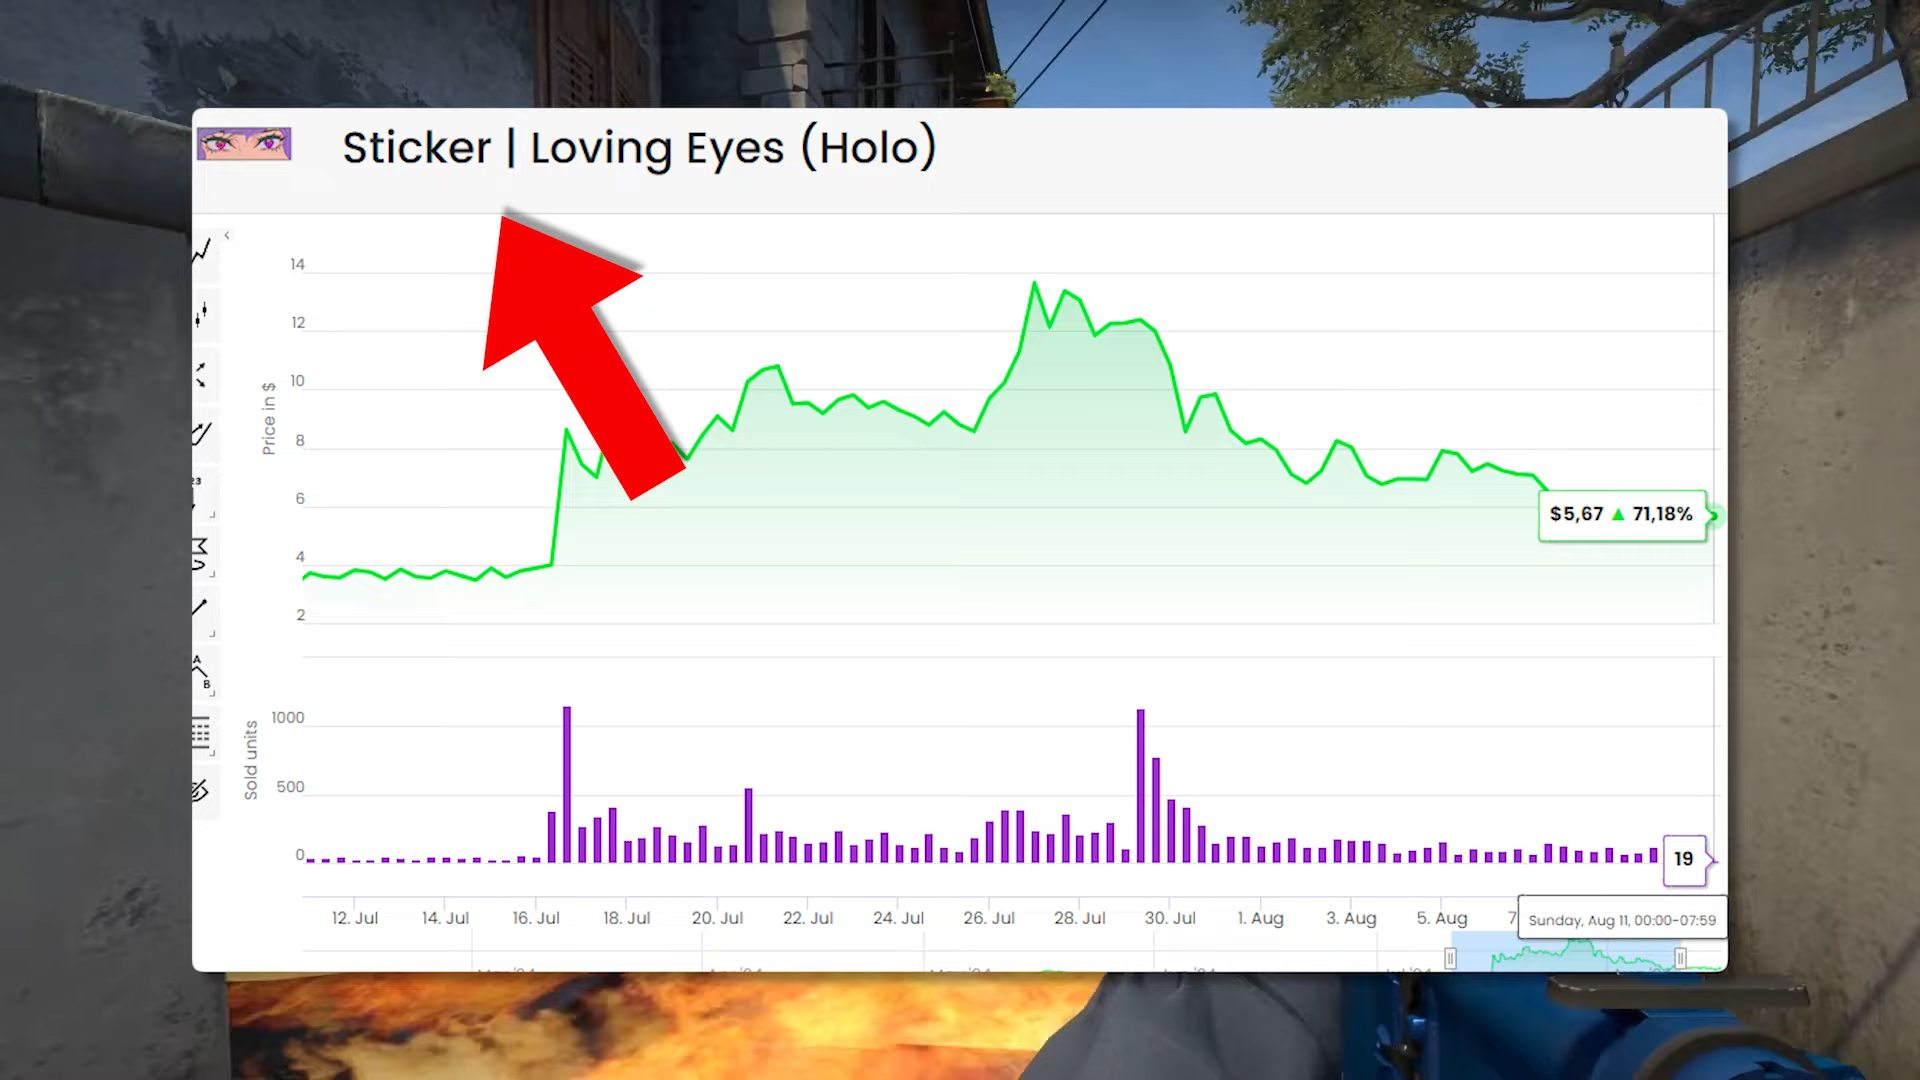 Sticker | Loving Eyes (Holo)
14
12
10
8
6
4
2
Price in $
$5,67 ▲ 71,18%
1000
500
0
Sold units
19
12. Jul 14. Jul 16. Jul 18. Jul 20. Jul 22. Jul 24. Jul 26. Jul 28. Jul 30. Jul 1. Aug 3. Aug 5. Aug 7
Sunday, Aug 11, 00:00-07:59
A
B